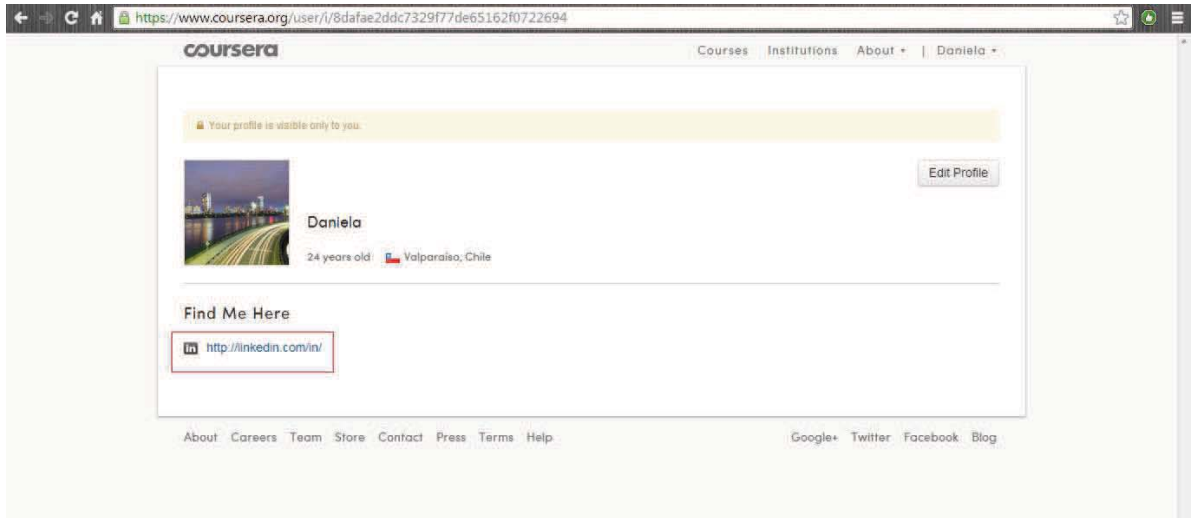 https://www.coursera.org/user/i/8dafae2ddc7329f77de65162f0722694
coursera Courses Institutions About | Daniela
Your profile is visible only to you.
Edit Profile
Daniela
24 years old Valparaíso, Chile
Find Me Here
in http://linkedin.com/in/
About Careers Team Store Contact Press Terms Help Google+ Twitter Facebook Blog